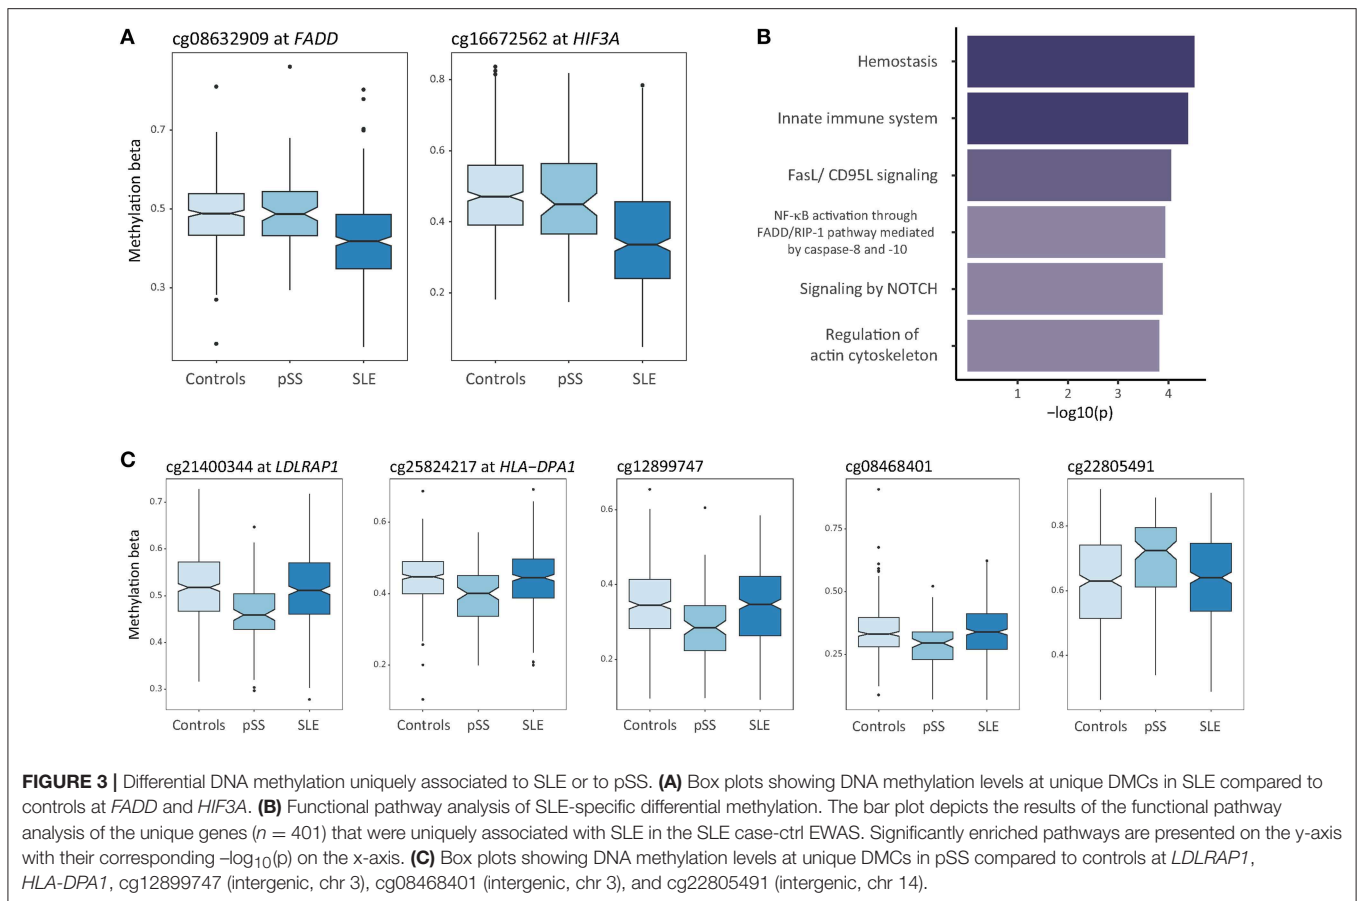 A
cg08632909 at FADD
Methylation beta
0.7
0.5
0.3
Controls pSS SLE
cg16672562 at HIF3A
0.8
0.6
0.4
0.2
Controls pSS SLE
B
Hemostasis
Innate immune system
FasL/ CD95L signaling
NF-κB activation through
FADD/RIP-1 pathway mediated
by caspase-8 and -10
Signaling by NOTCH
Regulation of
actin cytoskeleton
1 2 3 4
−log10(p)
C
cg21400344 at LDLRAP1
Methylation beta
0.7
0.6
0.5
0.4
0.3
Controls pSS SLE
cg25824217 at HLA−DPA1
0.6
0.4
0.2
Controls pSS SLE
cg12899747
0.6
0.4
0.2
Controls pSS SLE
cg08468401
0.75
0.50
0.25
Controls pSS SLE
cg22805491
0.8
0.6
0.4
Controls pSS SLE
FIGURE 3 | Differential DNA methylation uniquely associated to SLE or to pSS. (A) Box plots showing DNA methylation levels at unique DMCs in SLE compared to
controls at FADD and HIF3A. (B) Functional pathway analysis of SLE-specific differential methylation. The bar plot depicts the results of the functional pathway
analysis of the unique genes (n = 401) that were uniquely associated with SLE in the SLE case-ctrl EWAS. Significantly enriched pathways are presented on the y-axis
with their corresponding –log10(p) on the x-axis. (C) Box plots showing DNA methylation levels at unique DMCs in pSS compared to controls at LDLRAP1,
HLA-DPA1, cg12899747 (intergenic, chr 3), cg08468401 (intergenic, chr 3), and cg22805491 (intergenic, chr 14).